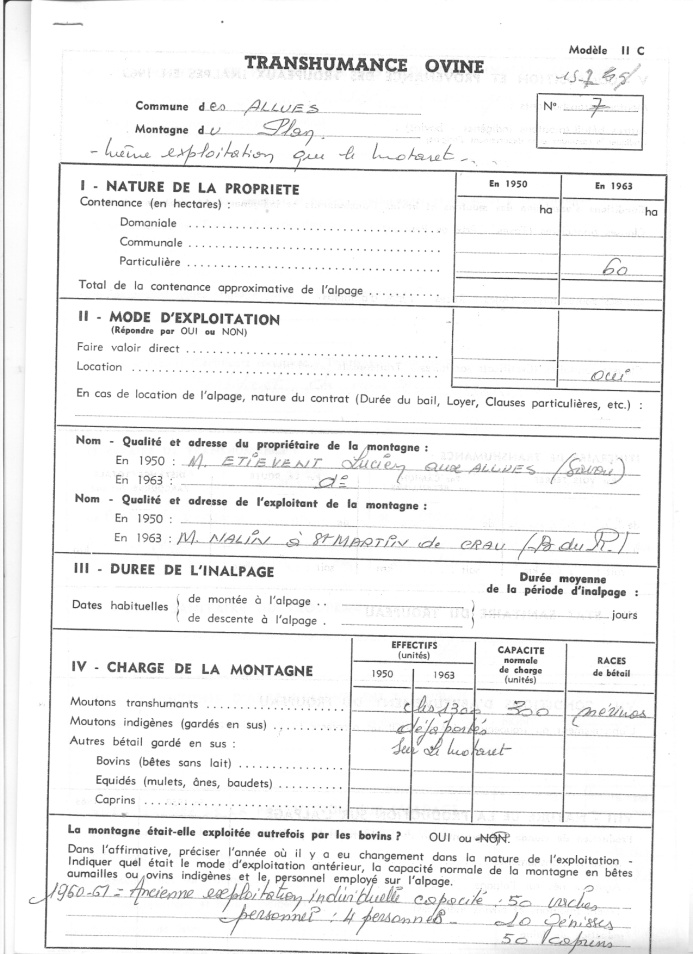 Modèle II C
TRANSHUMANCE OVINE
Commune des ALLUES
N° 7
Montagne du Plan.
- même exploitation que le Mottaret...
I - NATURE DE LA PROPRIETE
En 1950 En 1963
Contenance (en hectares) :
ha ha
Domaniale
Communale
Particulière 60
Total de la contenance approximative de l'alpage
II - MODE D'EXPLOITATION
(Répondre par OUI ou NON)
Faire valoir direct
Location oui
En cas de location de l'alpage, nature du contrat (Durée du bail, Loyer, Clauses particulières, etc.) :
Nom - Qualité et adresse du propriétaire de la montagne :
En 1950 : M. ETIEVENT Lucien aux ALLUES (Savoie)
En 1963 : d°
Nom - Qualité et adresse de l'exploitant de la montagne :
En 1950 :
En 1963 : M. NALIN à St MARTIN de CRAU (B du R.)
III - DUREE DE L'INALPAGE
Durée moyenne
de la période d'inalpage :
Dates habituelles
de montée à l'alpage ..
de descente à l'alpage .
jours
IV - CHARGE DE LA MONTAGNE
EFFECTIFS
(unités)
1950 1963
CAPACITE
normale
de charge
(unités)
RACES
de bétail
Moutons transhumants les 1300 300 mérinos
Moutons indigènes (gardés en sus) déjà portés
Autres bétail gardé en sus : sur le Mottaret
Bovins (bêtes sans lait)
Equidés (mulets, ânes, baudets)
Caprins
La montagne était-elle exploitée autrefois par les bovins ? OUI ou NON.
Dans l'affirmative, préciser l'année où il y a eu changement dans la nature de l'exploitation -
Indiquer quel était le mode d'exploitation antérieur, la capacité normale de la montagne en bêtes
aumailles ou ovins indigènes et le personnel employé sur l'alpage.
1960-61 = Ancienne exploitation individuelle capacité : 50 vaches
personnel : 4 personnes - 20 génisses
50 caprins